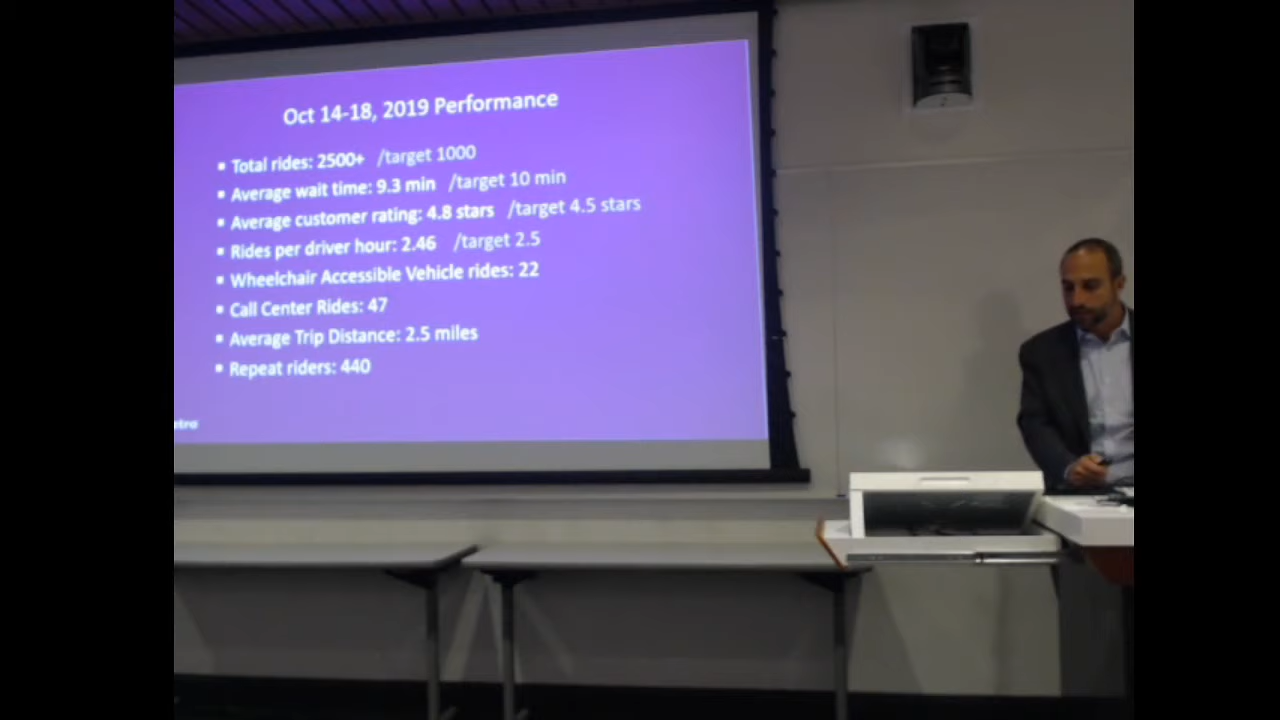 Oct 14-18, 2019 Performance
▪ Total rides: 2500+ /target 1000
▪ Average wait time: 9.3 min /target 10 min
▪ Average customer rating: 4.8 stars /target 4.5 stars
▪ Rides per driver hour: 2.46 /target 2.5
▪ Wheelchair Accessible Vehicle rides: 22
▪ Call Center Rides: 47
▪ Average Trip Distance: 2.5 miles
▪ Repeat riders: 440